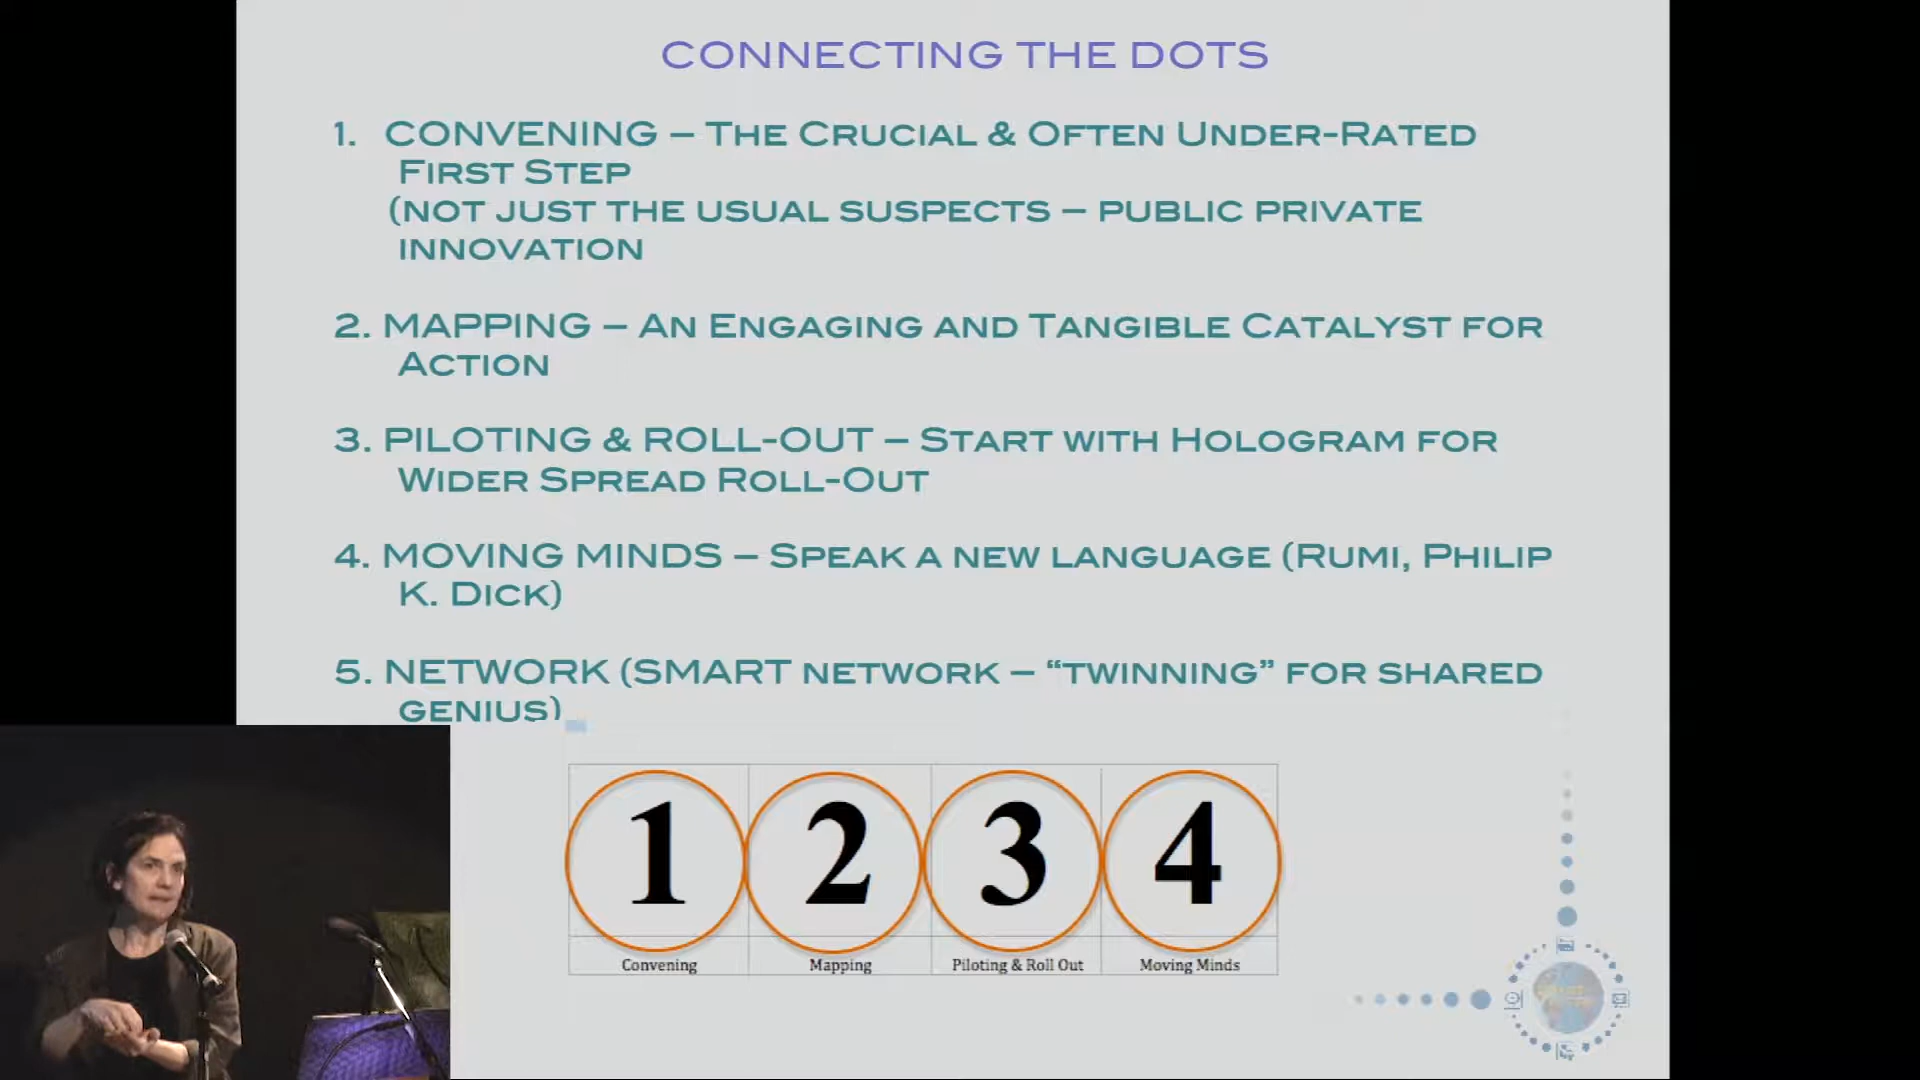 CONNECTING THE DOTS
1. CONVENING – THE CRUCIAL & OFTEN UNDER-RATED
FIRST STEP
(NOT JUST THE USUAL SUSPECTS – PUBLIC PRIVATE
INNOVATION
2. MAPPING – AN ENGAGING AND TANGIBLE CATALYST FOR
ACTION
3. PILOTING & ROLL-OUT – START WITH HOLOGRAM FOR
WIDER SPREAD ROLL-OUT
4. MOVING MINDS – SPEAK A NEW LANGUAGE (RUMI, PHILIP
K. DICK)
5. NETWORK (SMART NETWORK – “TWINNING” FOR SHARED
GENIUS)
1 2 3 4
Convening Mapping Piloting & Roll Out Moving Minds